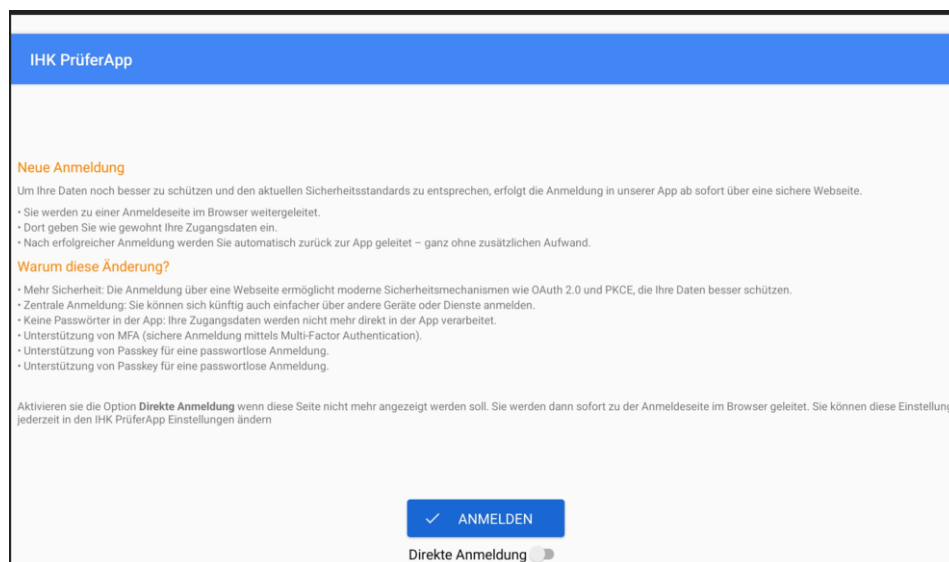 IHK PrüferApp
Neue Anmeldung
Um Ihre Daten noch besser zu schützen und den aktuellen Sicherheitsstandards zu entsprechen, erfolgt die Anmeldung in unserer App ab sofort über eine sichere Webseite.
• Sie werden zu einer Anmeldeseite im Browser weitergeleitet.
• Dort geben Sie wie gewohnt Ihre Zugangsdaten ein.
• Nach erfolgreicher Anmeldung werden Sie automatisch zurück zur App geleitet – ganz ohne zusätzlichen Aufwand.
Warum diese Änderung?
• Mehr Sicherheit: Die Anmeldung über eine Webseite ermöglicht moderne Sicherheitsmechanismen wie OAuth 2.0 und PKCE, die Ihre Daten besser schützen.
• Zentrale Anmeldung: Sie können sich künftig auch einfacher über andere Geräte oder Dienste anmelden.
• Keine Passwörter in der App: Ihre Zugangsdaten werden nicht mehr direkt in der App verarbeitet.
• Unterstützung von MFA (sichere Anmeldung mittels Multi-Factor Authentication).
• Unterstützung von Passkey für eine passwortlose Anmeldung.
• Unterstützung von Passkey für eine passwortlose Anmeldung.
Aktivieren sie die Option Direkte Anmeldung wenn diese Seite nicht mehr angezeigt werden soll. Sie werden dann sofort zu der Anmeldeseite im Browser geleitet. Sie können diese Einstellung
jederzeit in den IHK PrüferApp Einstellungen ändern
ANMELDEN
Direkte Anmeldung